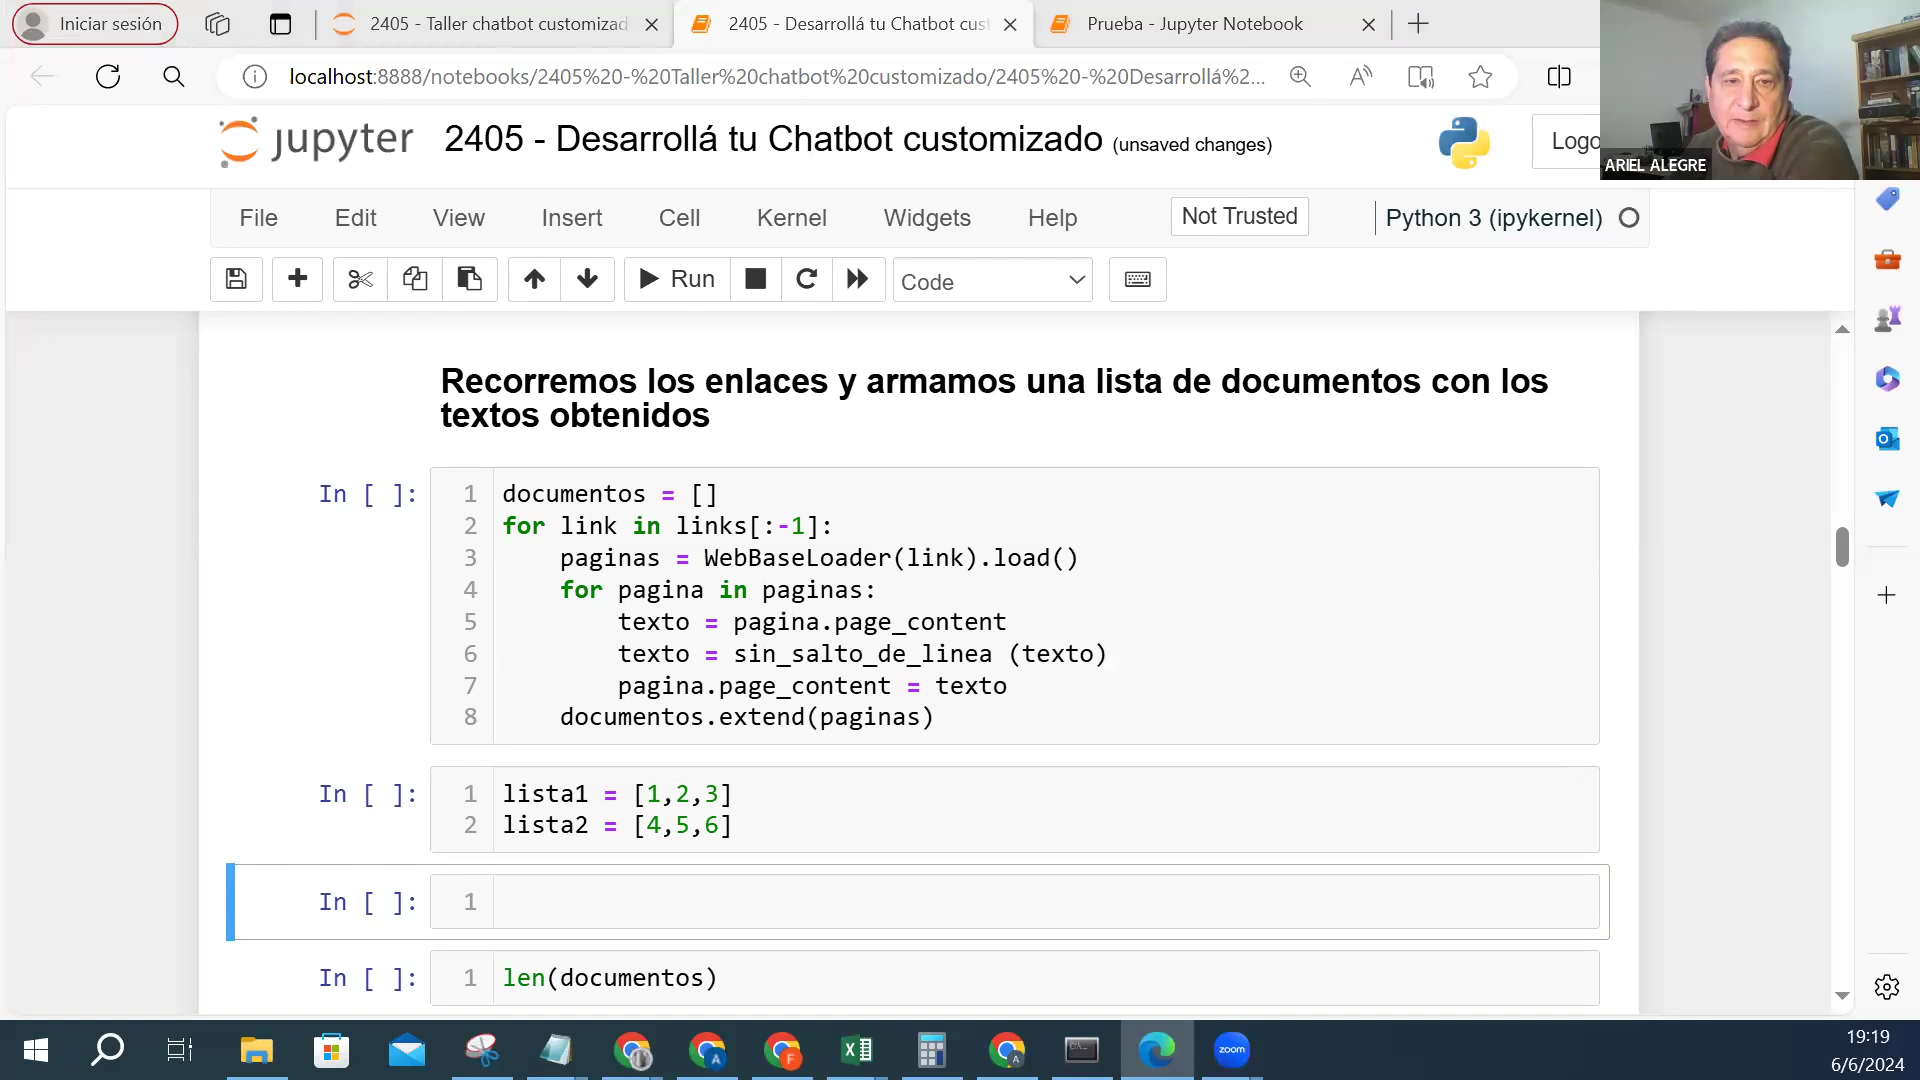 Iniciar sesión
2405 - Taller chatbot customizad
2405 - Desarrollá tu Chatbot cust
Prueba - Jupyter Notebook
localhost:8888/notebooks/2405%20-%20Taller%20chatbot%20customizado/2405%20-%20Desarrollá%2...
jupyter
2405 - Desarrollá tu Chatbot customizado (unsaved changes)
Logo
ARIEL ALEGRE
File Edit View Insert Cell Kernel Widgets Help
Not Trusted
Python 3 (ipykernel)
Run
Code
Recorremos los enlaces y armamos una lista de documentos con los
textos obtenidos
In [ ]:
1 documentos = []
2 for link in links[:-1]:
3 paginas = WebBaseLoader(link).load()
4 for pagina in paginas:
5 texto = pagina.page_content
6 texto = sin_salto_de_linea (texto)
7 pagina.page_content = texto
8 documentos.extend(paginas)
In [ ]:
1 lista1 = [1,2,3]
2 lista2 = [4,5,6]
In [ ]:
1
In [ ]:
1 len(documentos)
zoom
19:19
6/6/2024